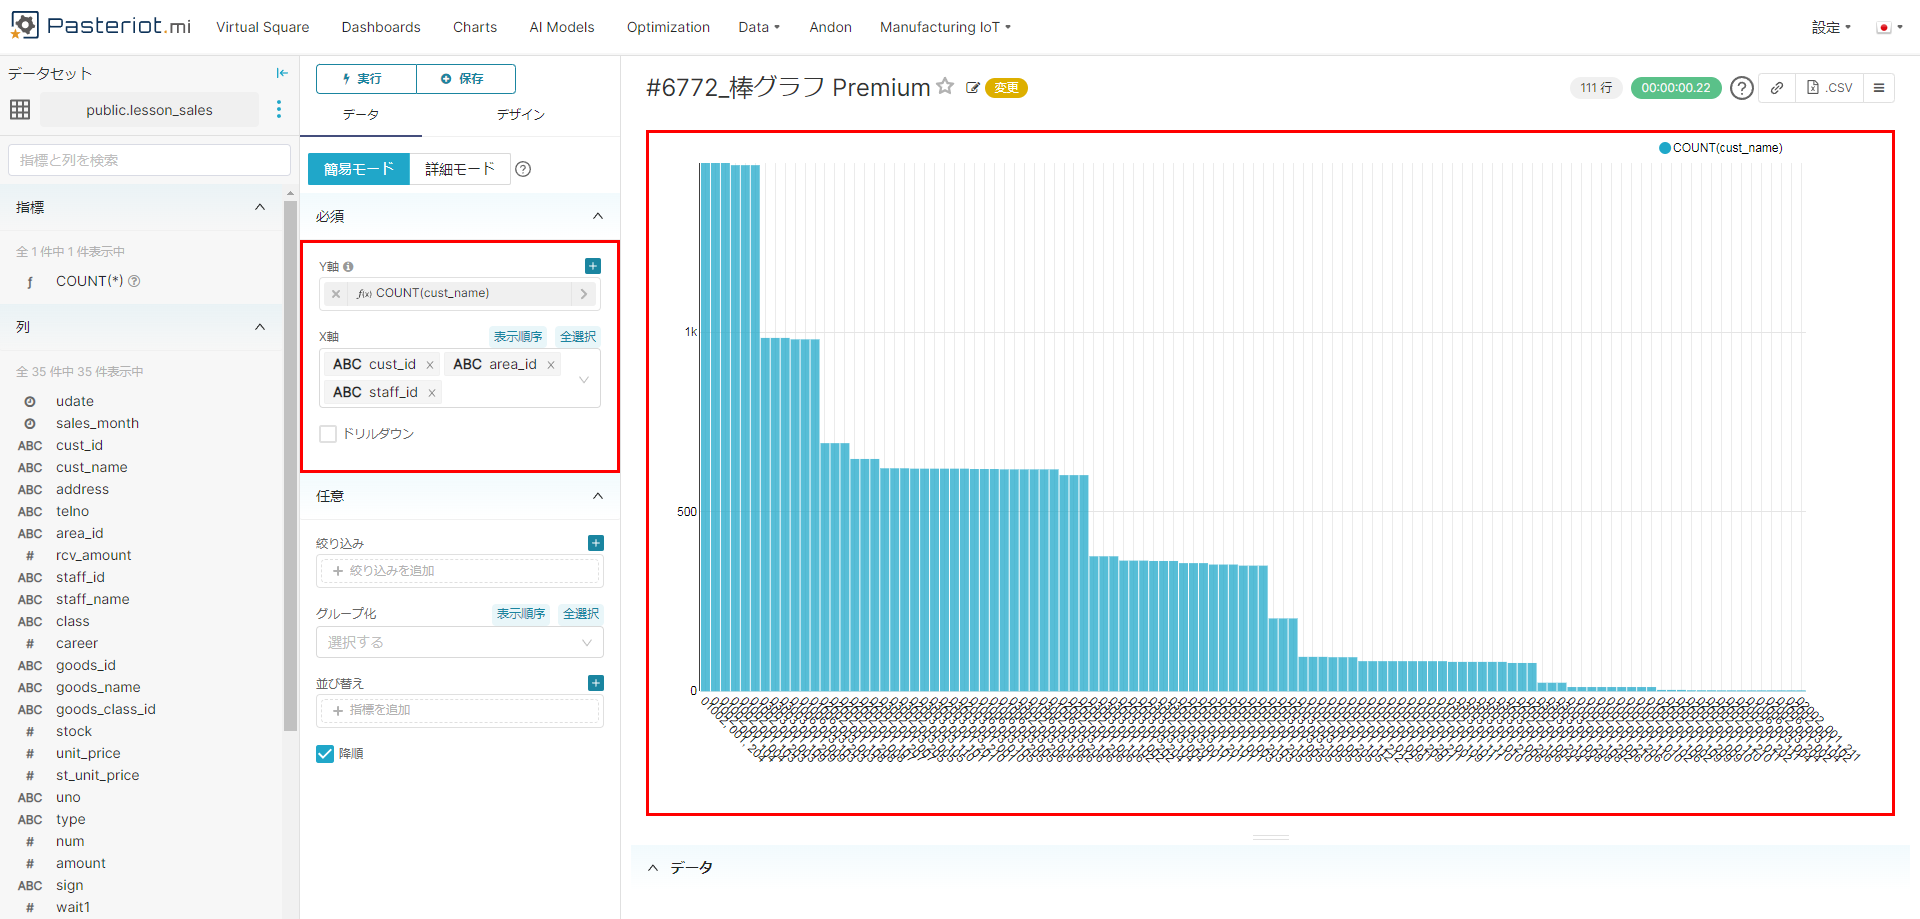 Pasteriot.mi
Virtual Square
Dashboards
Charts
AI Models
Optimization
Data
Andon
Manufacturing IoT
設定
データセット
public.lesson_sales
指標と列を検索
指標
全 1 件中 1 件表示中
ƒ COUNT(*)
列
全 35 件中 35 件表示中
udate
sales_month
ABC cust_id
ABC cust_name
ABC address
ABC telno
ABC area_id
# rcv_amount
ABC staff_id
ABC staff_name
ABC class
# career
ABC goods_id
ABC goods_name
ABC goods_class_id
# stock
# unit_price
# st_unit_price
ABC uno
ABC type
# num
# amount
ABC sign
# wait1
実行
保存
データ
デザイン
簡易モード
詳細モード
必須
Y軸
f(x) COUNT(cust_name)
X軸
表示順序
全選択
ABC cust_id
ABC area_id
ABC staff_id
ドリルダウン
任意
絞り込み
絞り込みを追加
グループ化
表示順序
全選択
選択する
並び替え
指標を追加
降順
#6772_棒グラフ Premium
変更
111 行
00:00:00.22
.CSV
COUNT(cust_name)
1k
500
0
データ